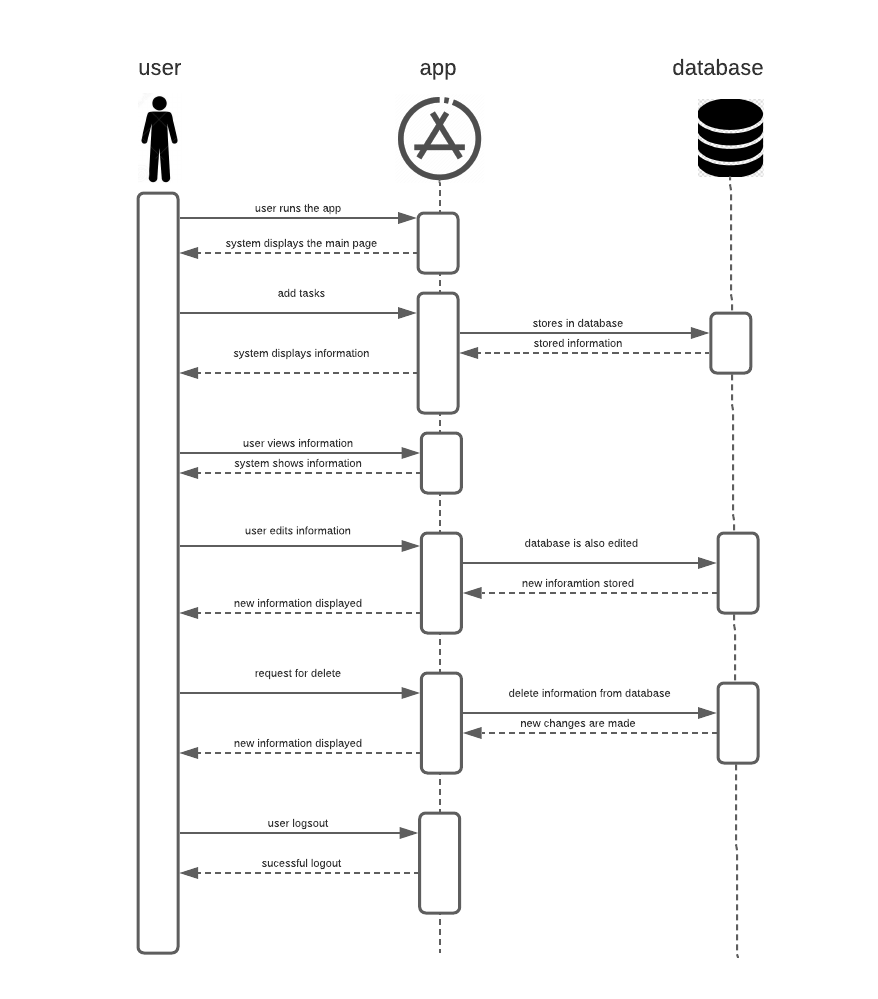 user
app
database
user runs the app
system displays the main page
add tasks
stores in database
stored information
system displays information
user views information
system shows information
user edits information
database is also edited
new inforamtion stored
new information displayed
request for delete
delete information from database
new changes are made
new information displayed
user logsout
sucessful logout